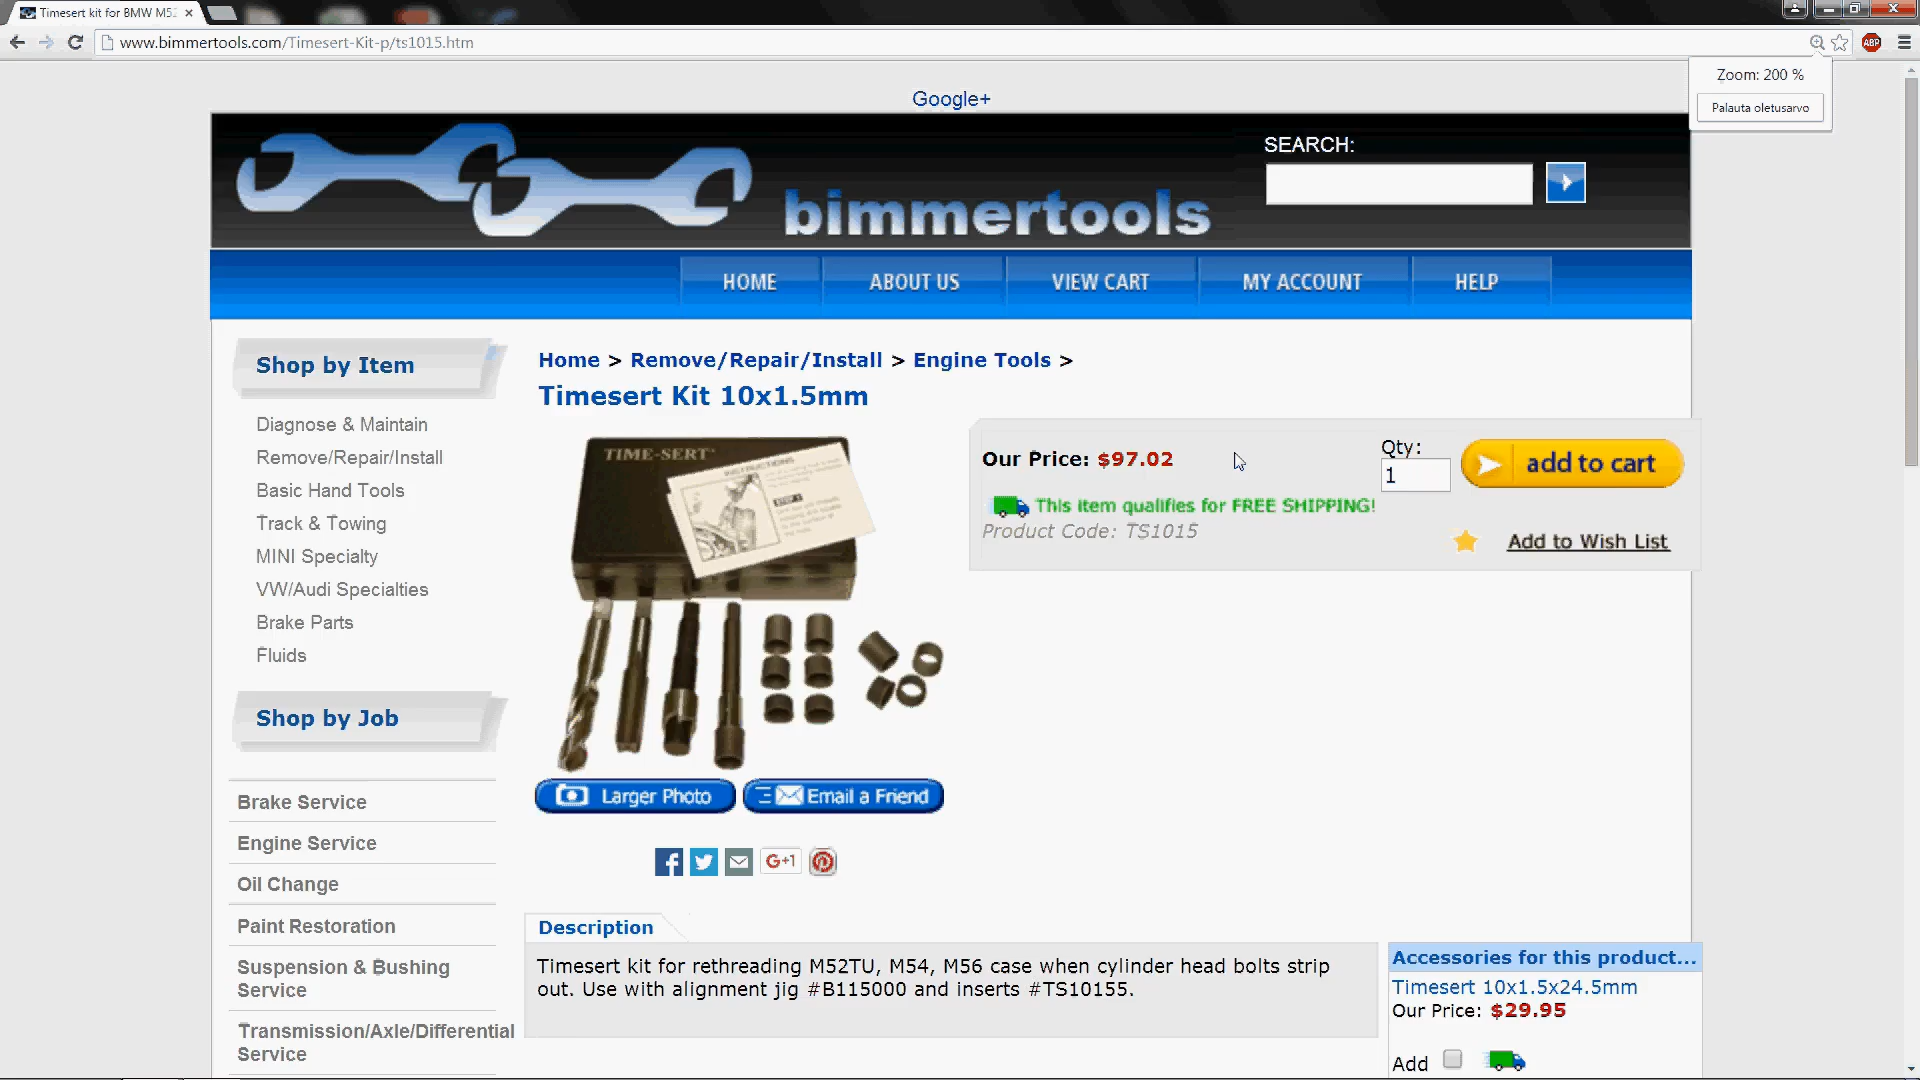 Timesert kit for BMW M52
www.bimmertools.com/Timesert-Kit-p/ts1015.htm
ABP
Zoom: 200 %
Palauta oletusarvo
Google+
SEARCH:
bimmertools
HOME
ABOUT US
VIEW CART
MY ACCOUNT
HELP
Shop by Item
Diagnose & Maintain
Remove/Repair/Install
Basic Hand Tools
Track & Towing
MINI Specialty
VW/Audi Specialties
Brake Parts
Fluids
Shop by Job
Brake Service
Engine Service
Oil Change
Paint Restoration
Suspension & Bushing
Service
Transmission/Axle/Differential
Service
Home > Remove/Repair/Install > Engine Tools >
Timesert Kit 10x1.5mm
TIME-SERT
INSTRUCTIONS
Our Price: $97.02
Qty:
1
add to cart
This item qualifies for FREE SHIPPING!
Product Code: TS1015
Add to Wish List
Larger Photo
Email a Friend
G+1
Description
Timesert kit for rethreading M52TU, M54, M56 case when cylinder head bolts strip
out. Use with alignment jig #B115000 and inserts #TS10155.
Accessories for this product...
Timesert 10x1.5x24.5mm
Our Price: $29.95
Add